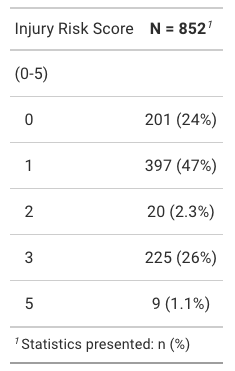 Injury Risk Score N = 852¹
(0-5)
0 201 (24%)
1 397 (47%)
2 20 (2.3%)
3 225 (26%)
5 9 (1.1%)
¹ Statistics presented: n (%)